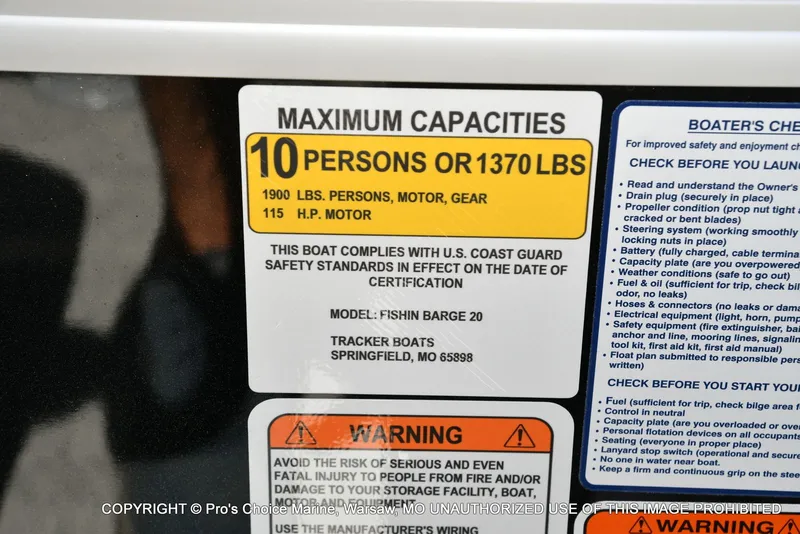 MAXIMUM CAPACITIES
10 PERSONS OR 1370 LBS
1900 LBS. PERSONS, MOTOR, GEAR
115 H.P. MOTOR
THIS BOAT COMPLIES WITH U.S. COAST GUARD
SAFETY STANDARDS IN EFFECT ON THE DATE OF
CERTIFICATION
MODEL: FISHIN BARGE 20
TRACKER BOATS
SPRINGFIELD, MO 65898
WARNING
AVOID THE RISK OF SERIOUS AND EVEN
FATAL INJURY TO PEOPLE FROM FIRE AND/OR
DAMAGE TO YOUR STORAGE FACILITY, BOAT,
MOTOR AND EQUIPMENT
USE THE MANUFACTURER'S WIRING
BOATER'S CHE
For improved safety and enjoyment ch
CHECK BEFORE YOU LAUN
• Read and understand the Owner's
• Drain plug (securely in place)
• Propeller condition (prop nut tight a
cracked or bent blades)
• Steering system (working smoothly
locking nuts in place)
• Battery (fully charged, cable termina
• Capacity plate (are you overpowered
• Weather conditions (safe to go out)
• Fuel & oil (sufficient for trip, check bil
odor, no leaks)
• Hoses & connectors (no leaks or dama
• Electrical equipment (light, horn, pump
• Safety equipment (fire extinguisher, bai
anchor and line, mooring lines, signalin
tool kit, first aid kit, first aid manual)
• Float plan submitted to responsible pers
written)
CHECK BEFORE YOU START YOUR
• Fuel (sufficient for trip, check bilge area f
• Control in neutral
• Capacity plate (are you overloaded or ove
• Personal flotation devices on all occupants
• Seating (everyone in proper place)
• Lanyard stop switch (operational and secure
• No one in water near boat.
• Keep a firm and continuous grip on the stee
WARNING
COPYRIGHT © Pro's Choice Marine, Warsaw, MO UNAUTHORIZED USE OF THIS IMAGE PROHIBITED